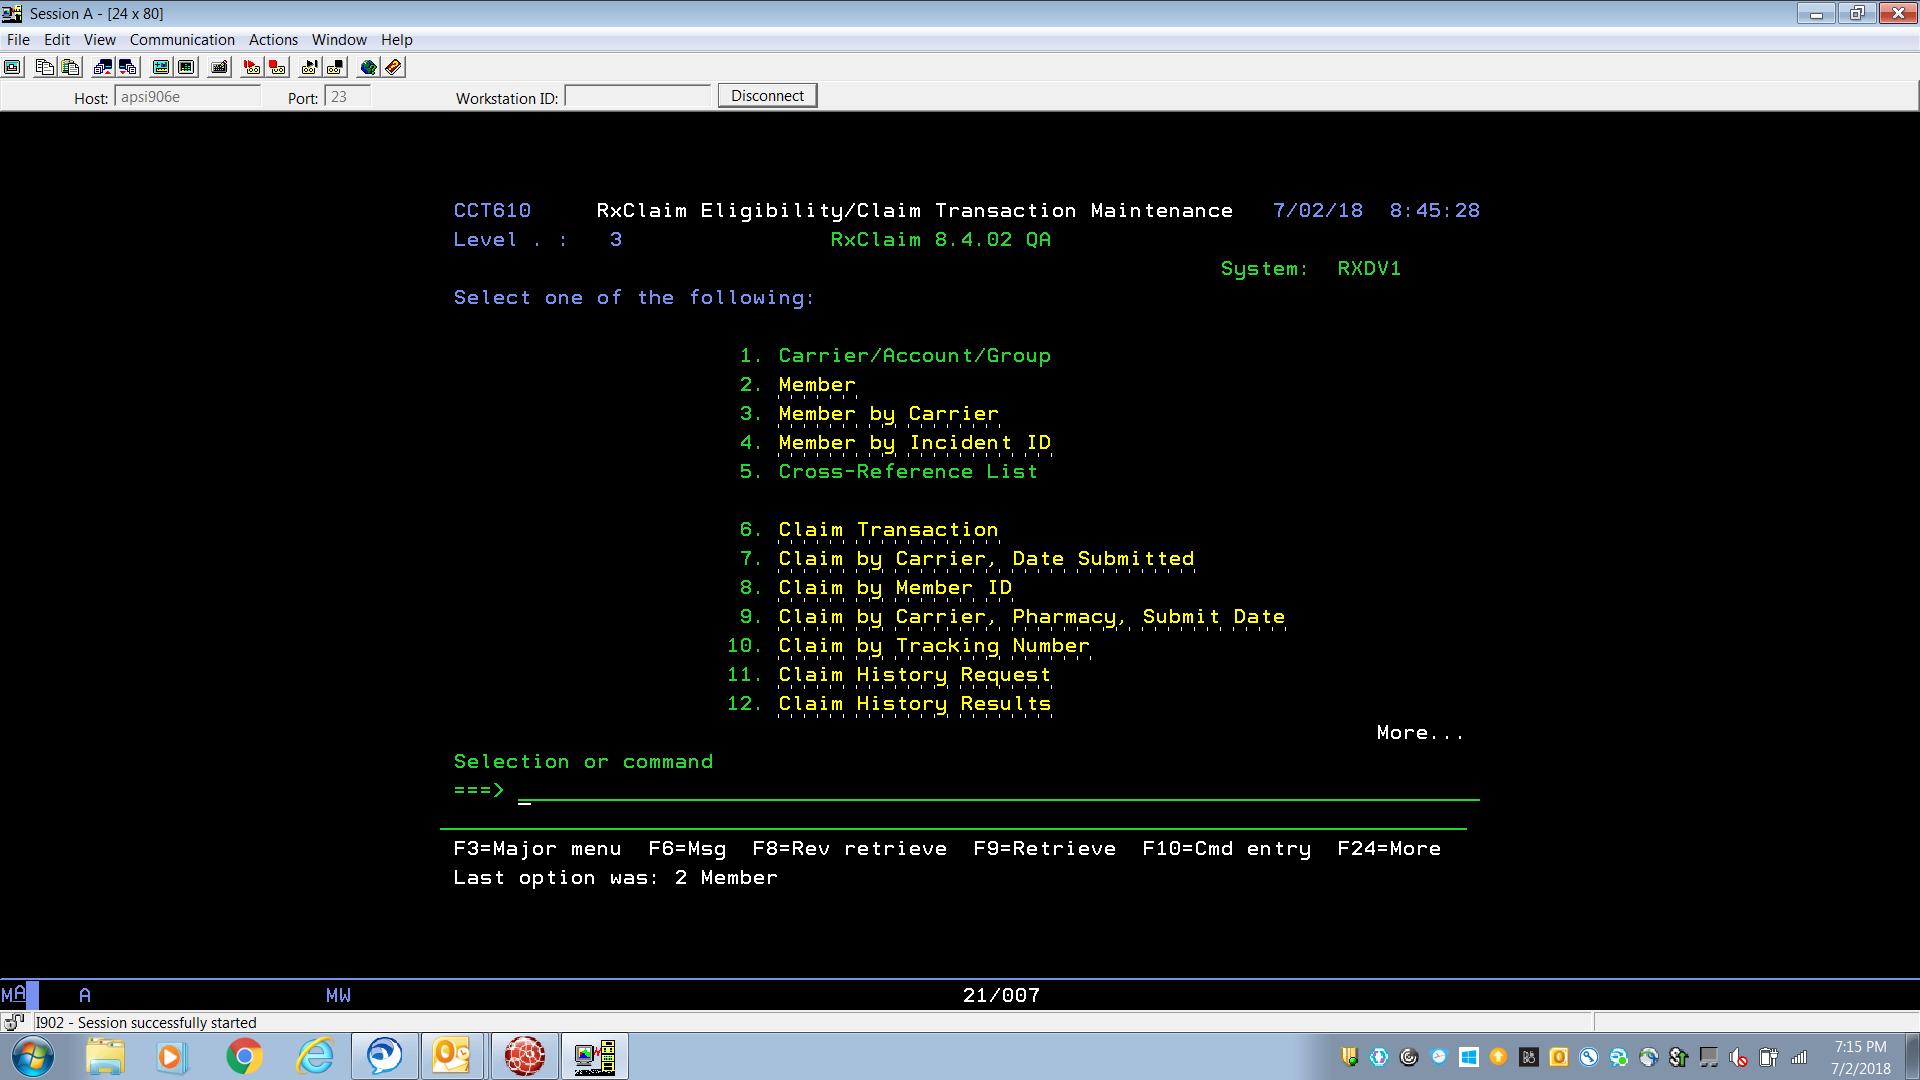 Session A - [24 x 80]
File Edit View Communication Actions Window Help
Host: apsi906e Port: 23 Workstation ID: Disconnect
CCT610 RxClaim Eligibility/Claim Transaction Maintenance 7/02/18 8:45:28
Level . : 3 RxClaim 8.4.02 QA
System: RXDV1
Select one of the following:
1. Carrier/Account/Group
2. Member
3. Member by Carrier
4. Member by Incident ID
5. Cross-Reference List
6. Claim Transaction
7. Claim by Carrier, Date Submitted
8. Claim by Member ID
9. Claim by Carrier, Pharmacy, Submit Date
10. Claim by Tracking Number
11. Claim History Request
12. Claim History Results
More...
Selection or command
===>
F3=Major menu F6=Msg F8=Rev retrieve F9=Retrieve F10=Cmd entry F24=More
Last option was: 2 Member
MA A MW 21/007
I902 - Session successfully started
7:15 PM
7/2/2018